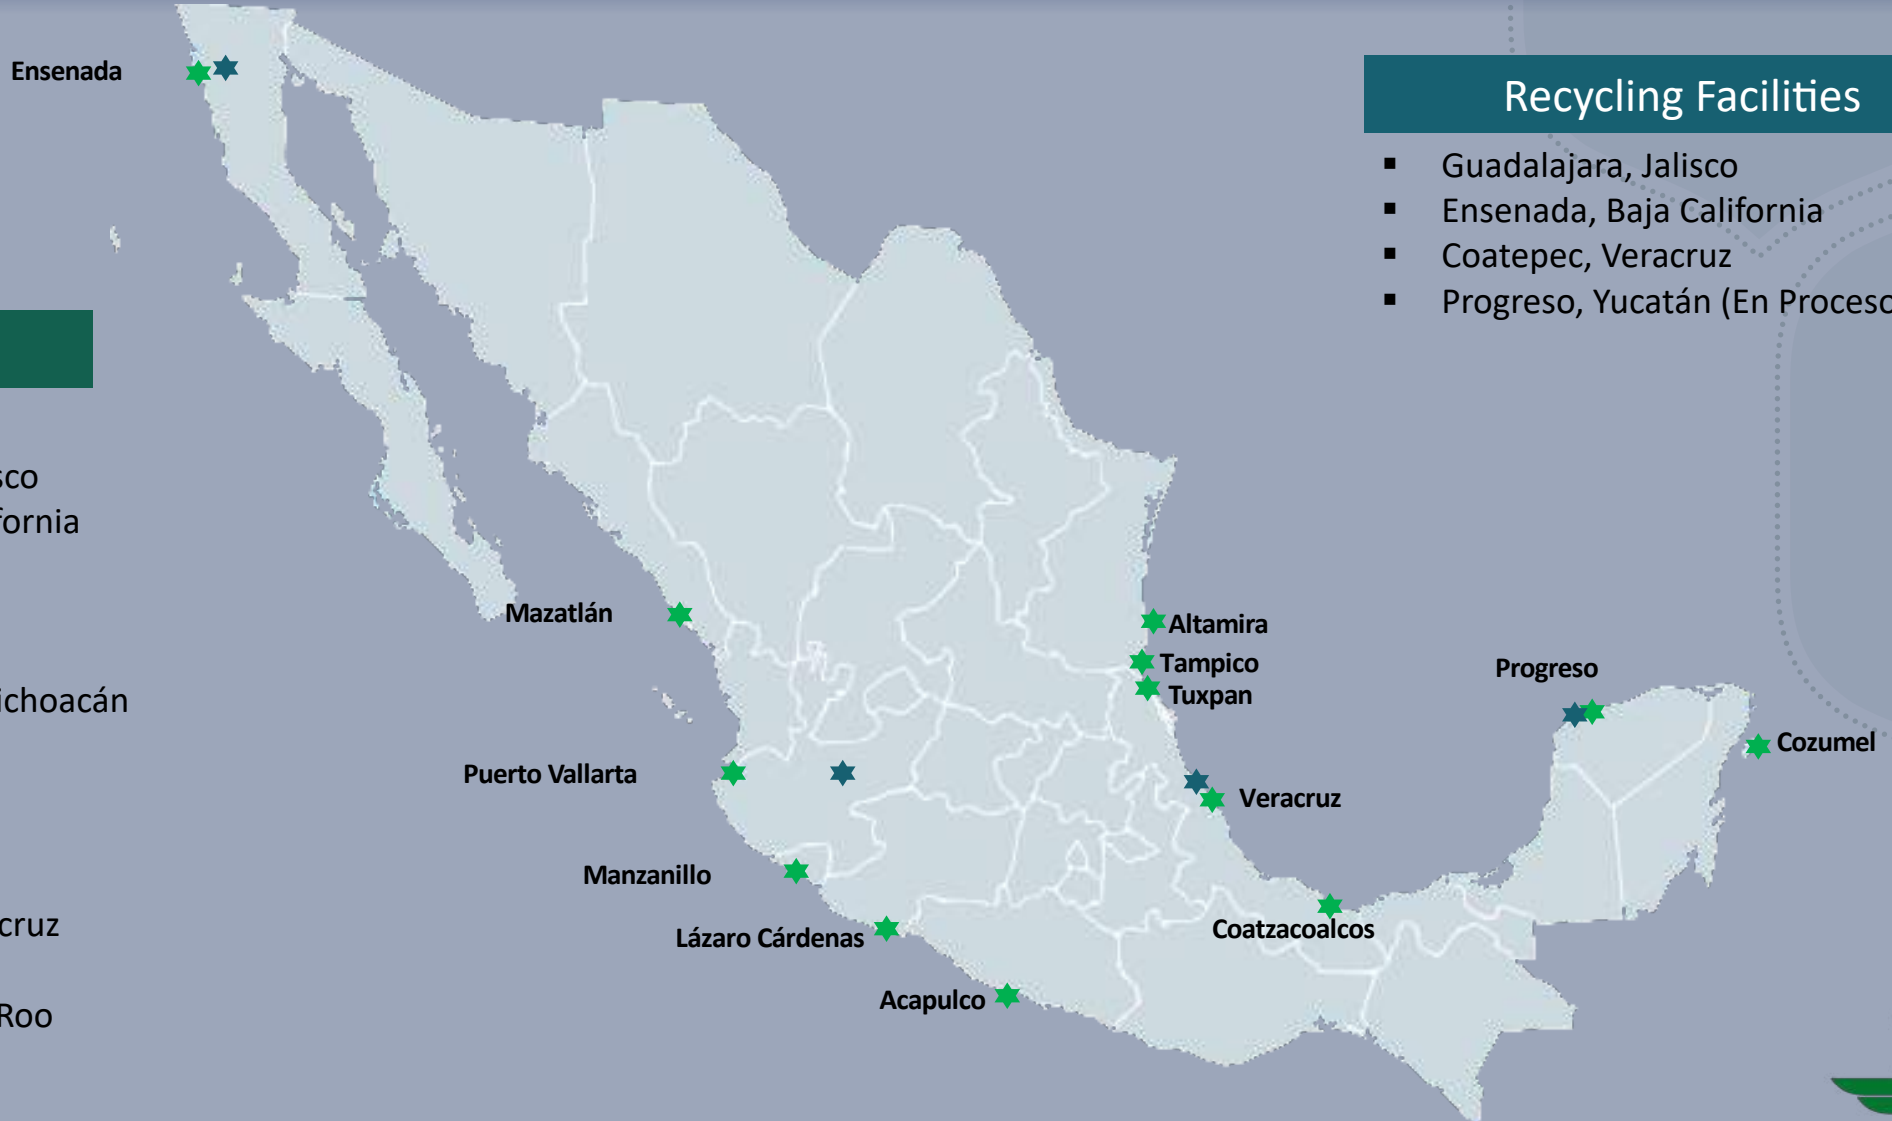 Ensenada
Recycling Facilities
▪ Guadalajara, Jalisco
▪ Ensenada, Baja California
▪ Coatepec, Veracruz
▪ Progreso, Yucatán (En Proceso
sco
fornia
Mazatlán
Altamira
Tampico
Tuxpan
Progreso
ichoacán
Cozumel
Puerto Vallarta
Veracruz
Manzanillo
cruz
Lázaro Cárdenas
Coatzacoalcos
Acapulco
Roo